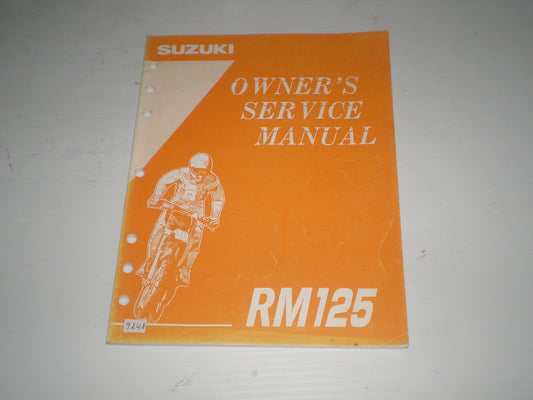 SUZUKI
OWNER'S
SERVICE
MANUAL
RM125